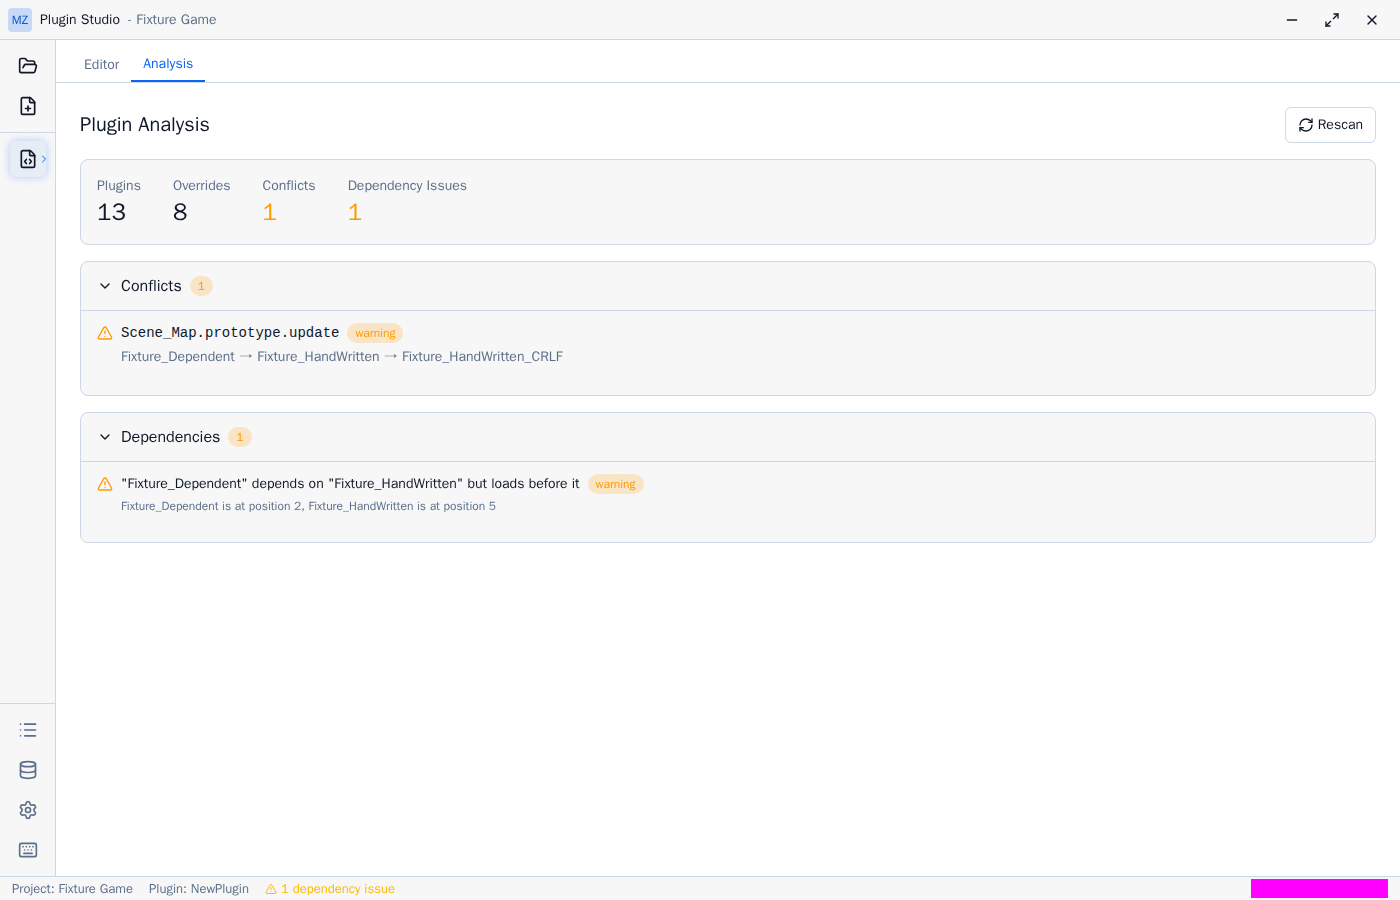 MZ Plugin Studio - Fixture Game
Editor Analysis
Plugin Analysis
Rescan
Plugins Overrides Conflicts Dependency Issues
13 8 1 1
Conflicts 1
Scene_Map.prototype.update warning
Fixture_Dependent → Fixture_HandWritten → Fixture_HandWritten_CRLF
Dependencies 1
"Fixture_Dependent" depends on "Fixture_HandWritten" but loads before it warning
Fixture_Dependent is at position 2, Fixture_HandWritten is at position 5
Project: Fixture Game Plugin: NewPlugin 1 dependency issue